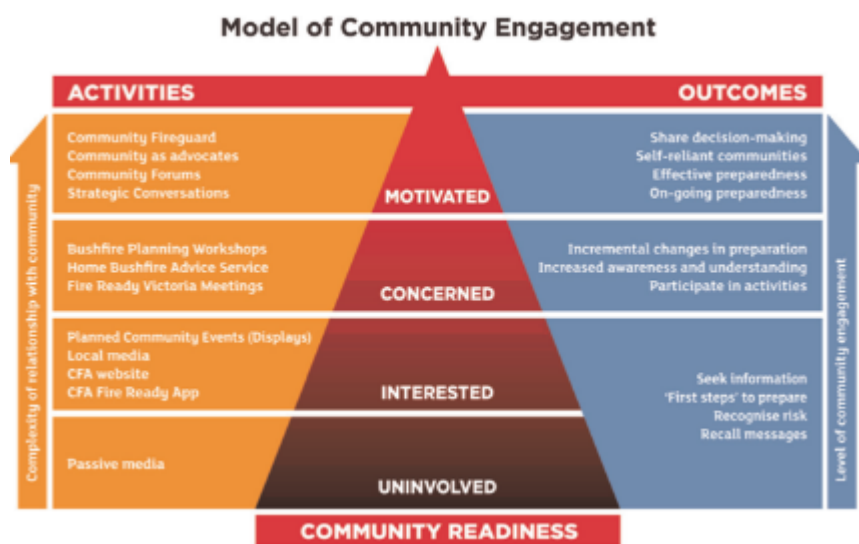 Model of Community Engagement
ACTIVITIES
OUTCOMES
Complexity of relationship with community
Community Fireguard
Community as advocates
Community Forums
Strategic Conversations
MOTIVATED
Share decision-making
Self-reliant communities
Effective preparedness
On-going preparedness
Bushfire Planning Workshops
Home Bushfire Advice Service
Fire Ready Victoria Meetings
CONCERNED
Incremental changes in preparation
Increased awareness and understanding
Participate in activities
Planned Community Events (Displays)
Local media
CFA website
CFA Fire Ready App
INTERESTED
Seek information
'First steps' to prepare
Recognise risk
Recall messages
Passive media
UNINVOLVED
Level of community engagement
COMMUNITY READINESS